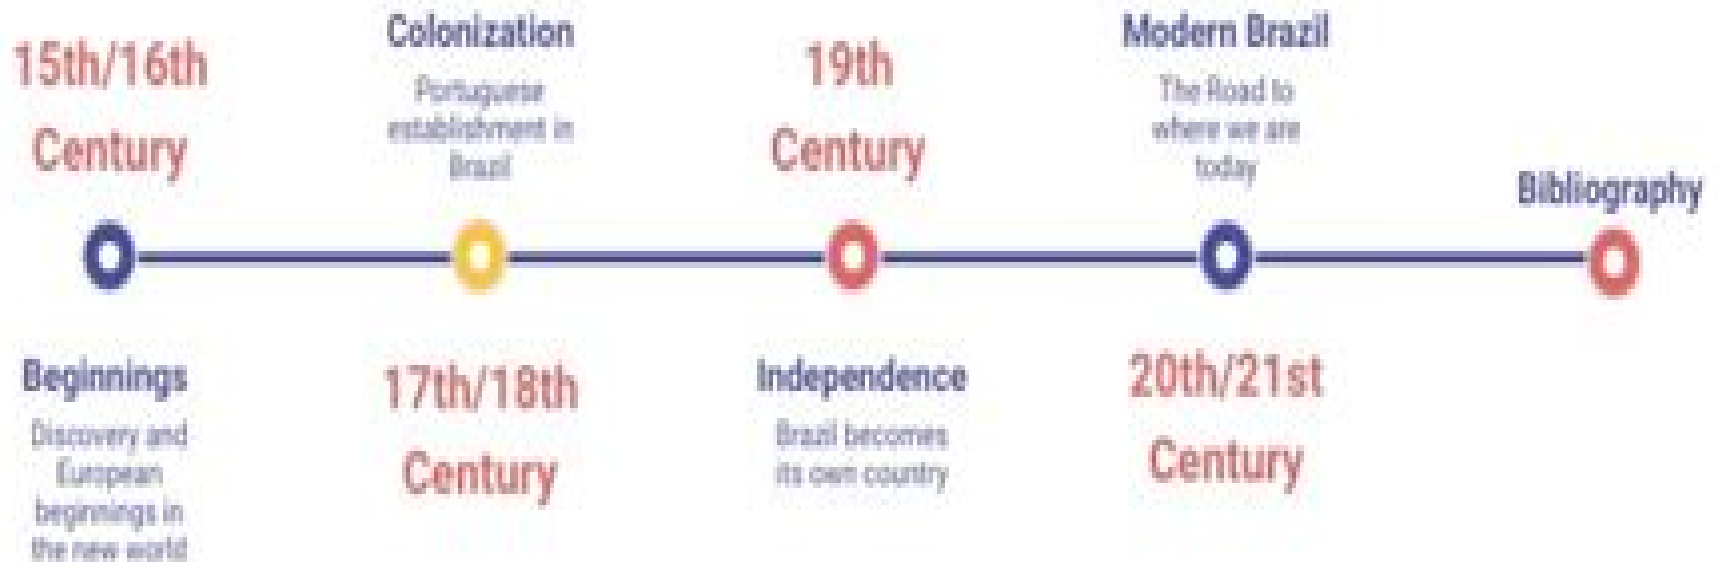 15th/16th
Century
Beginnings
Discovery and
European
beginnings in
the new world
Colonization
Portuguese
establishment in
Brazil
17th/18th
Century
19th
Century
Independence
Brazil becomes
its own country
Modern Brazil
The Road to
where we are
today
20th/21st
Century
Bibliography